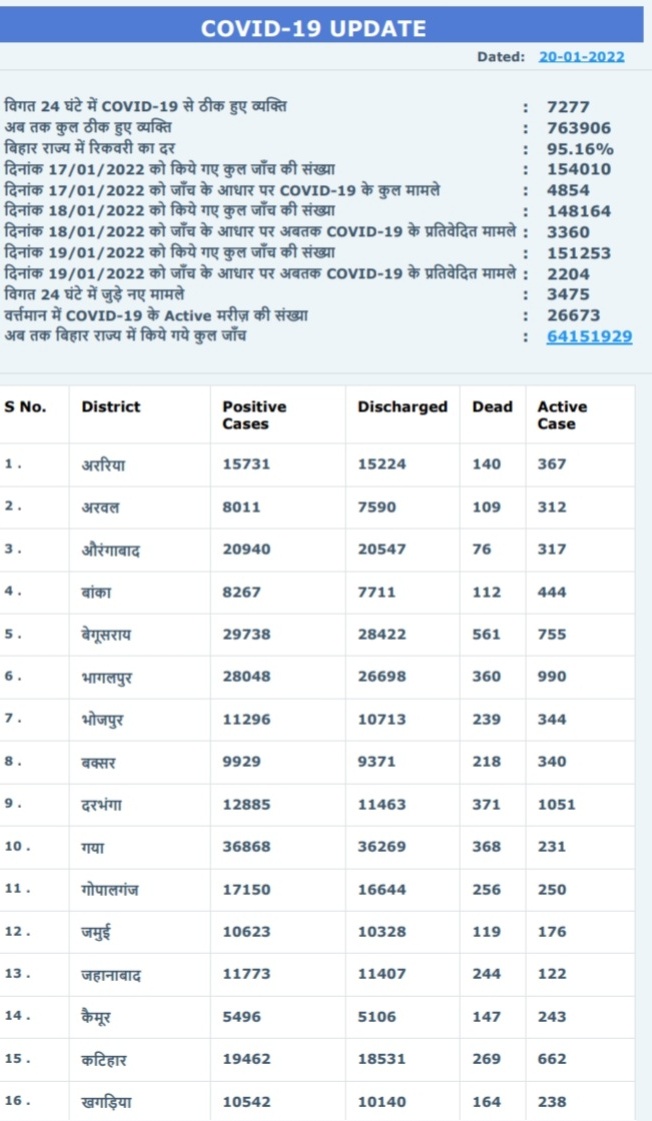 COVID-19 UPDATE
Dated: 20-01-2022
विगत 24 घंटे में COVID-19 से ठीक हुए व्यक्ति : 7277
अब तक कुल ठीक हुए व्यक्ति : 763906
बिहार राज्य में रिकवरी का दर : 95.16%
दिनांक 17/01/2022 को किये गए कुल जाँच की संख्या : 154010
दिनांक 17/01/2022 को जाँच के आधार पर COVID-19 के कुल मामले : 4854
दिनांक 18/01/2022 को किये गए कुल जाँच की संख्या : 148164
दिनांक 18/01/2022 को जाँच के आधार पर अबतक COVID-19 के प्रतिवेदित मामले : 3360
दिनांक 19/01/2022 को किये गए कुल जाँच की संख्या : 151253
दिनांक 19/01/2022 को जाँच के आधार पर अबतक COVID-19 के प्रतिवेदित मामले : 2204
विगत 24 घंटे में जुड़े नए मामले : 3475
वर्त्तमान में COVID-19 के Active मरीज़ की संख्या : 26673
अब तक बिहार राज्य में किये गये कुल जाँच : 64151929
S No. District Positive Cases Discharged Dead Active Case
1 . अररिया 15731 15224 140 367
2 . अरवल 8011 7590 109 312
3 . औरंगाबाद 20940 20547 76 317
4 . बांका 8267 7711 112 444
5 . बेगूसराय 29738 28422 561 755
6 . भागलपुर 28048 26698 360 990
7 . भोजपुर 11296 10713 239 344
8 . बक्सर 9929 9371 218 340
9 . दरभंगा 12885 11463 371 1051
10 . गया 36868 36269 368 231
11 . गोपालगंज 17150 16644 256 250
12 . जमुई 10623 10328 119 176
13 . जहानाबाद 11773 11407 244 122
14 . कैमूर 5496 5106 147 243
15 . कटिहार 19462 18531 269 662
16 . खगड़िया 10542 10140 164 238